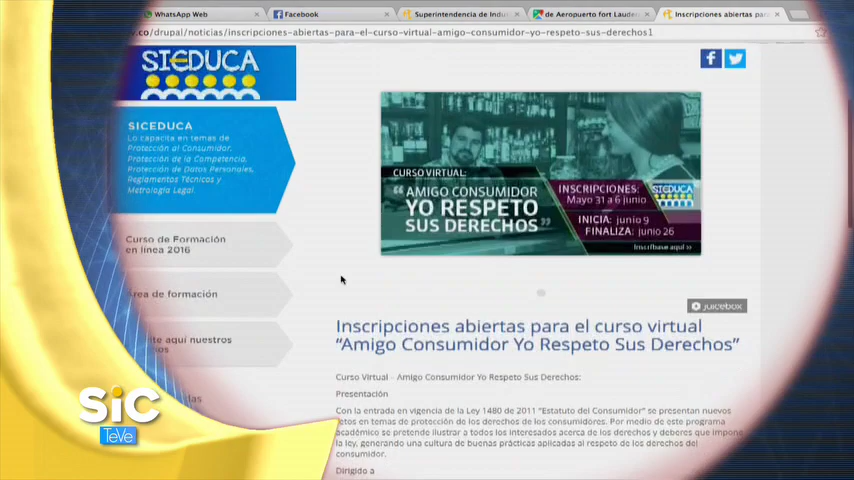 WhatsApp Web
Facebook
Superintendencia de Indus
de Aeropuerto fort Lauder
Inscripciones abiertas para
.co/drupal/noticias/inscripciones-abiertas-para-el-curso-virtual-amigo-consumidor-yo-respeto-sus-derechos1
SIEDUCA
SICEDUCA
Lo capacita en temas de
Protección al Consumidor,
Protección de la Competencia,
Protección de Datos Personales,
Reglamentos Técnicos y
Metrología Legal.
Curso de Formación
en línea 2016
Área de formación
aquí nuestros
CURSO VIRTUAL:
“AMIGO CONSUMIDOR
YO RESPETO
SUS DERECHOS”
INSCRIPCIONES:
Mayo 31 a 6 junio
SIEDUCA
INICIA: junio 9
FINALIZA: junio 26
Inscríbase aquí »
juicebox
Inscripciones abiertas para el curso virtual
“Amigo Consumidor Yo Respeto Sus Derechos”
Curso Virtual – Amigo Consumidor Yo Respeto Sus Derechos:
Presentación
Con la entrada en vigencia de la Ley 1480 de 2011 "Estatuto del Consumidor" se presentan nuevos
retos en temas de protección de los derechos de los consumidores. Por medio de este programa
académico se pretende ilustrar a todos los interesados acerca de los derechos y deberes que impone
la ley, generando una cultura de buenas prácticas aplicadas al respeto de los derechos del
consumidor.
Dirigido a
SIC
TeVe